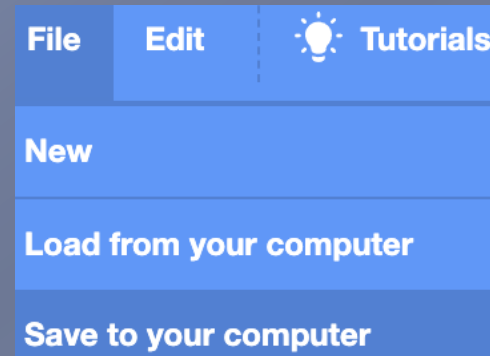 File Edit Tutorials
New
Load from your computer
Save to your computer